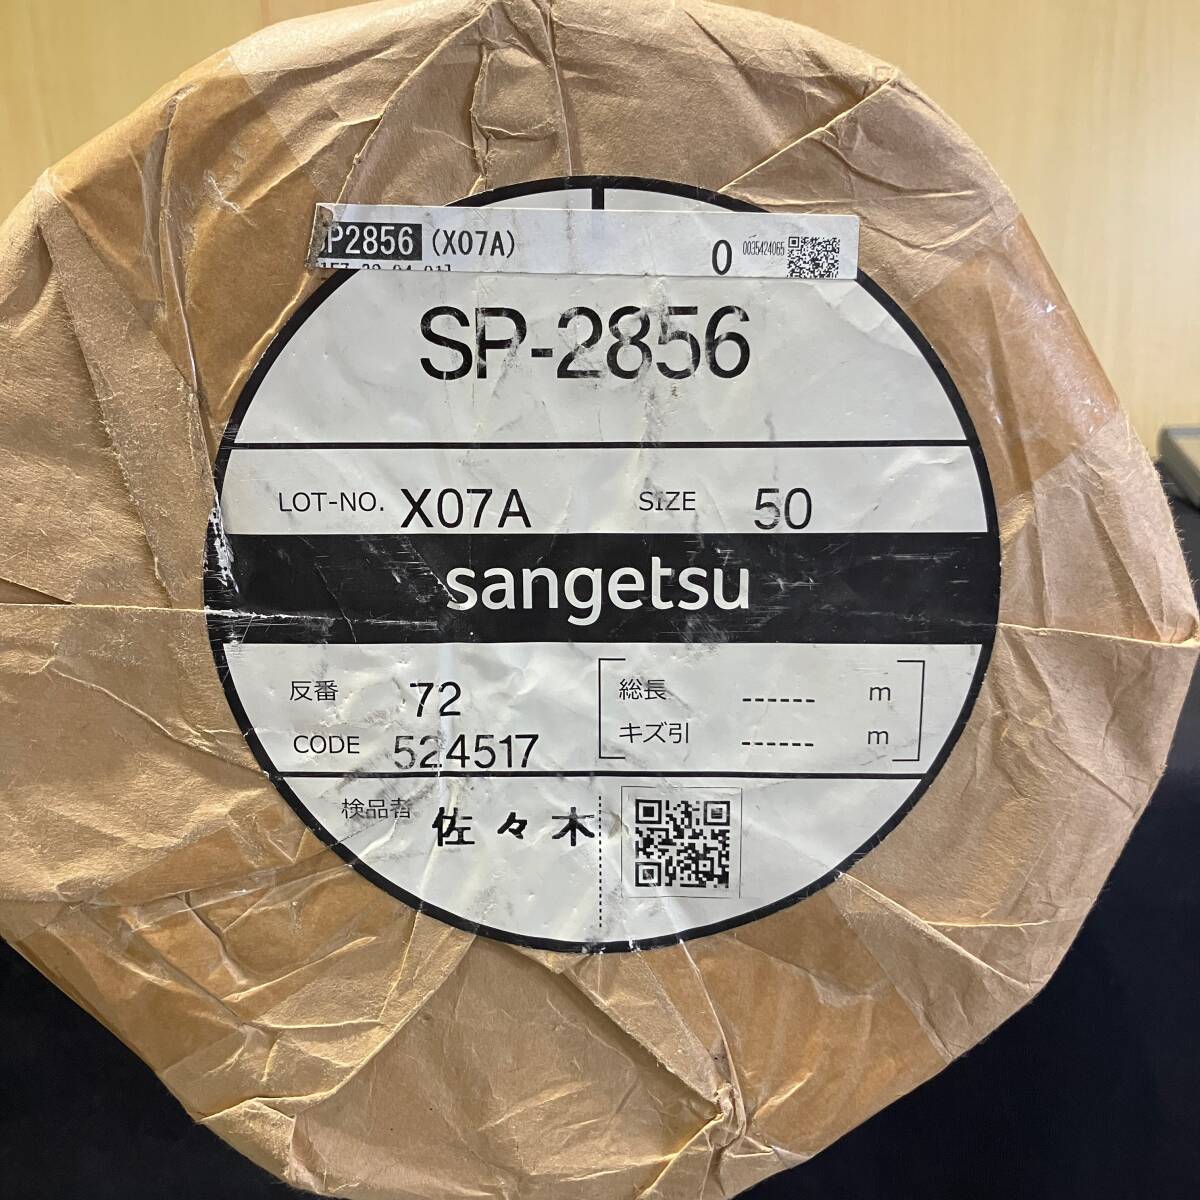 P2856 (X07A) 0 0035424065
SP-2856
LOT-NO. X07A SIZE 50
sangetsu
反番 72 総長 ------ m
CODE 524517 キズ引 ------ m
検品者 佐々木